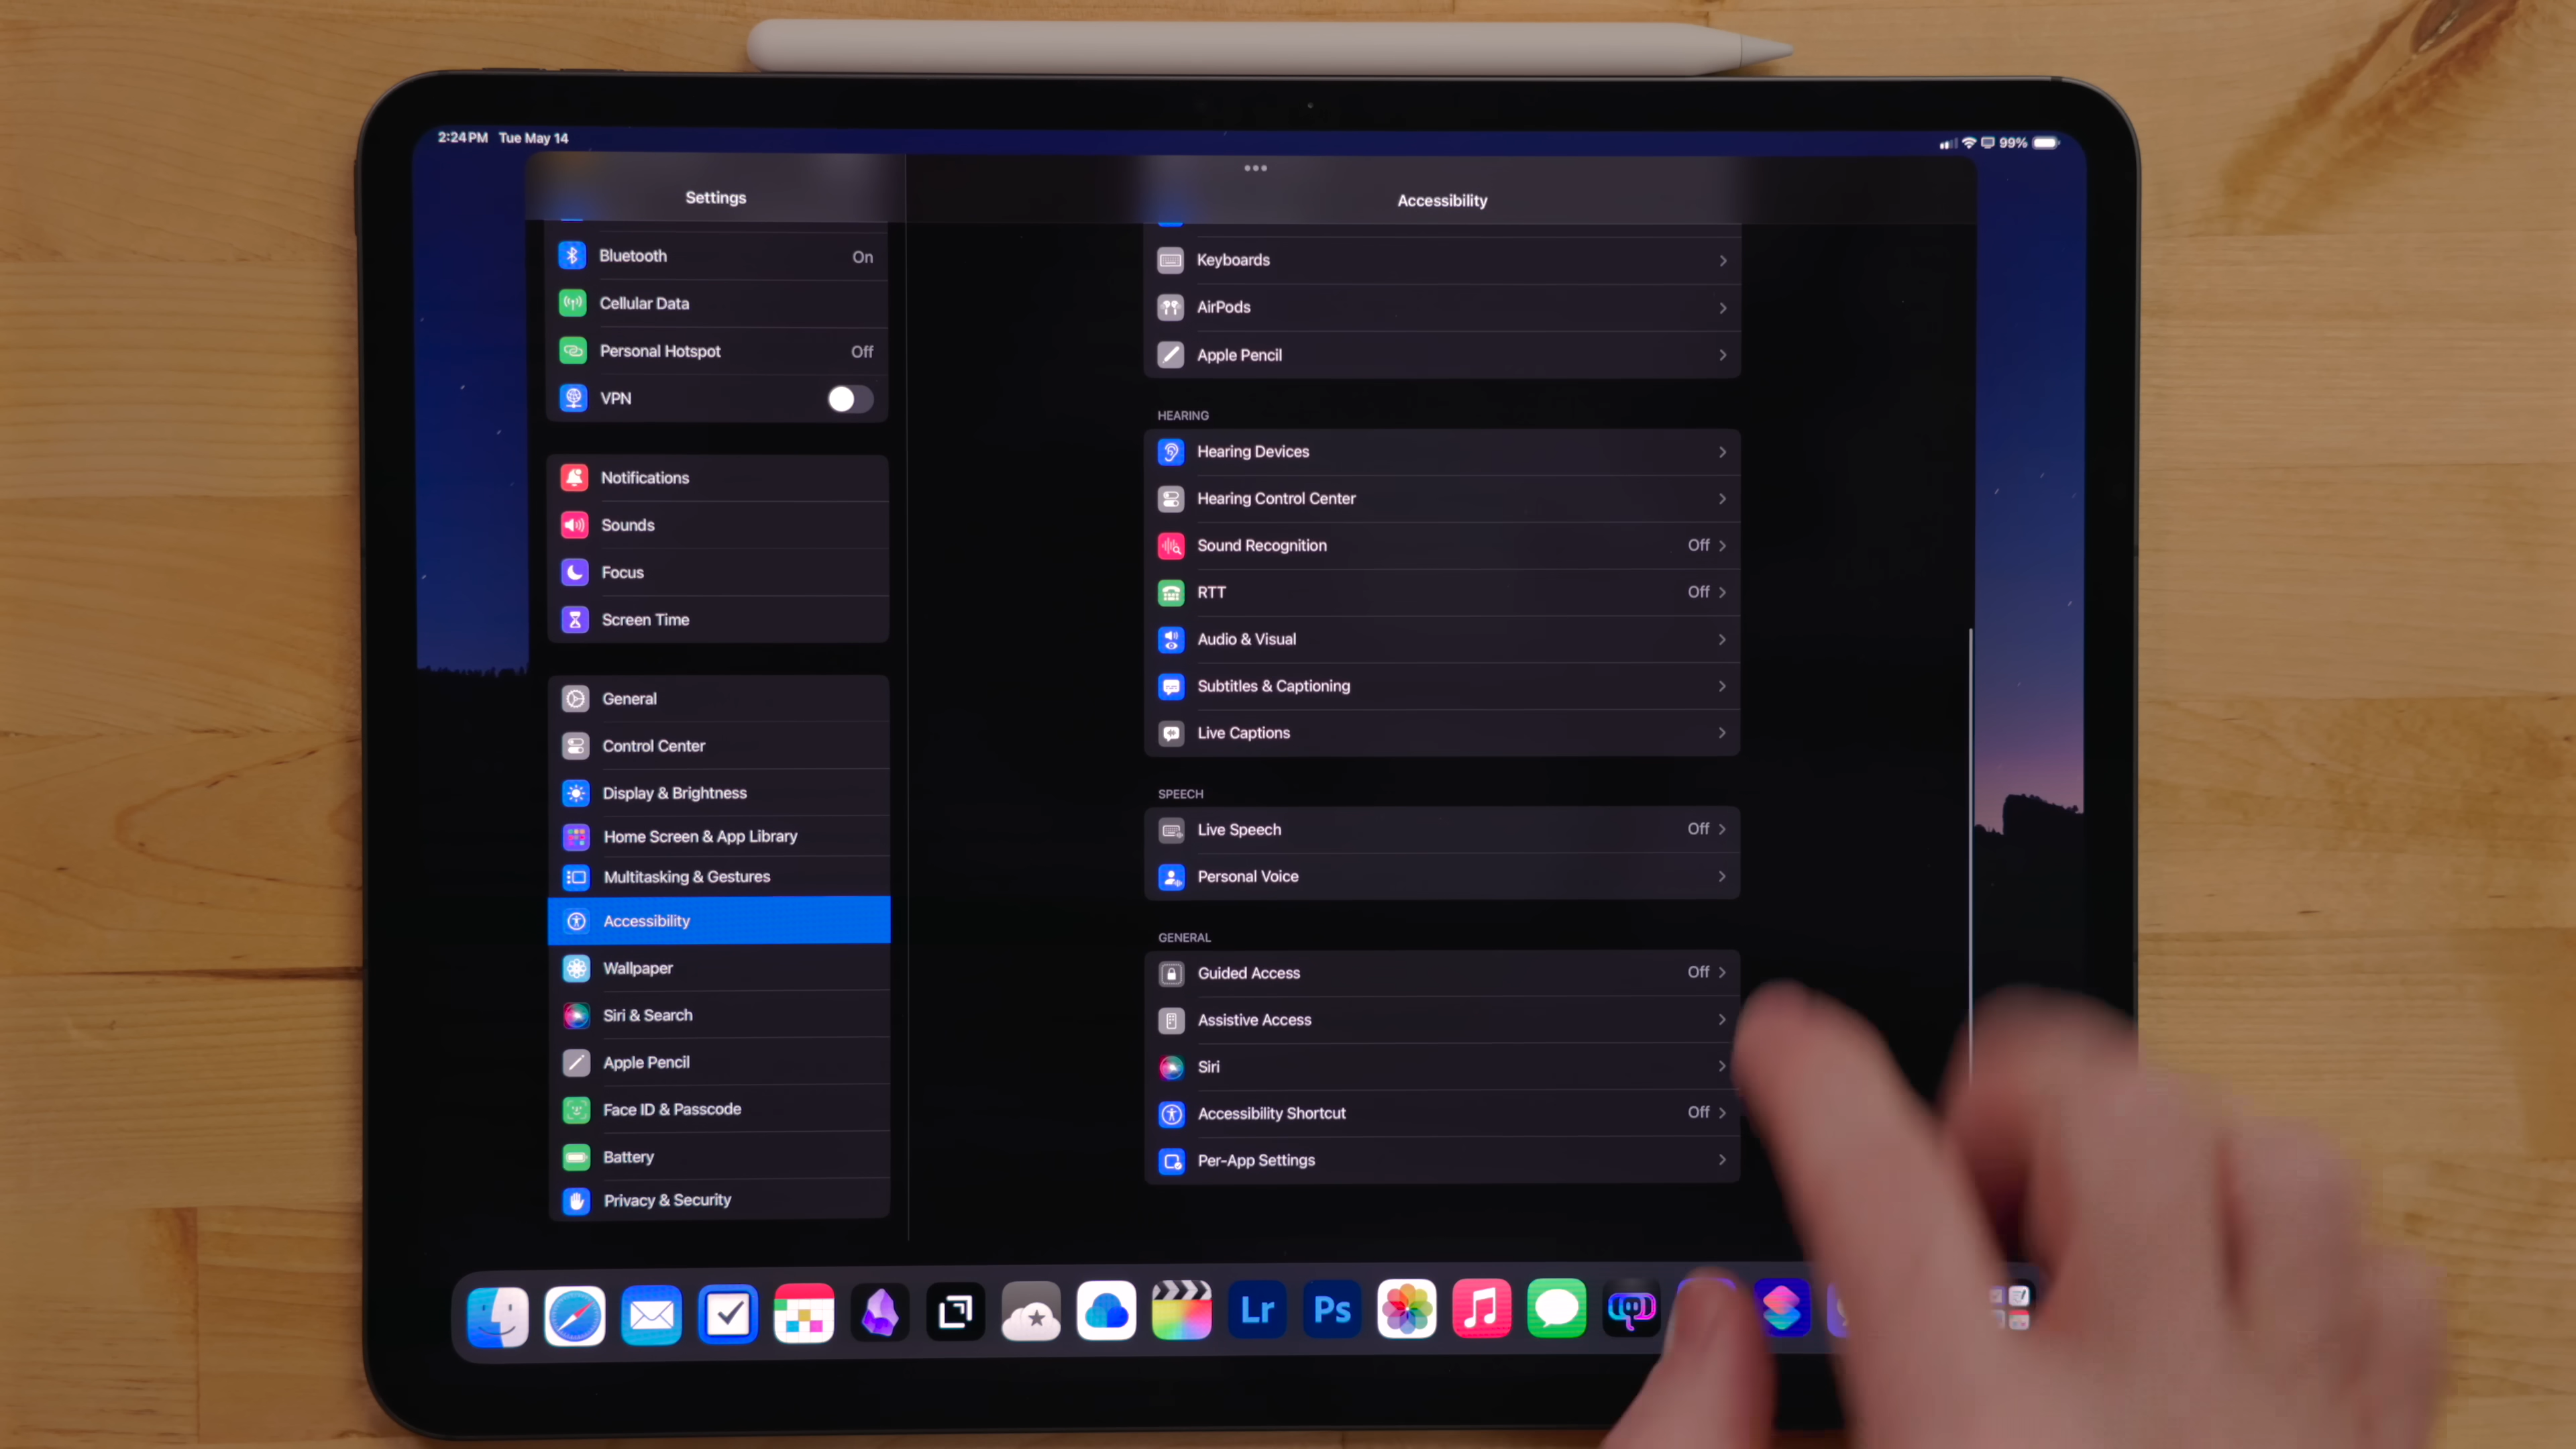 2:24 PM Tue May 14
99%
Settings
Bluetooth On
Cellular Data
Personal Hotspot Off
VPN
Notifications
Sounds
Focus
Screen Time
General
Control Center
Display & Brightness
Home Screen & App Library
Multitasking & Gestures
Accessibility
Wallpaper
Siri & Search
Apple Pencil
Face ID & Passcode
Battery
Privacy & Security
Accessibility
Keyboards
AirPods
Apple Pencil
HEARING
Hearing Devices
Hearing Control Center
Sound Recognition Off
RTT Off
Audio & Visual
Subtitles & Captioning
Live Captions
SPEECH
Live Speech Off
Personal Voice
GENERAL
Guided Access Off
Assistive Access
Siri
Accessibility Shortcut Off
Per-App Settings
Lr
Ps